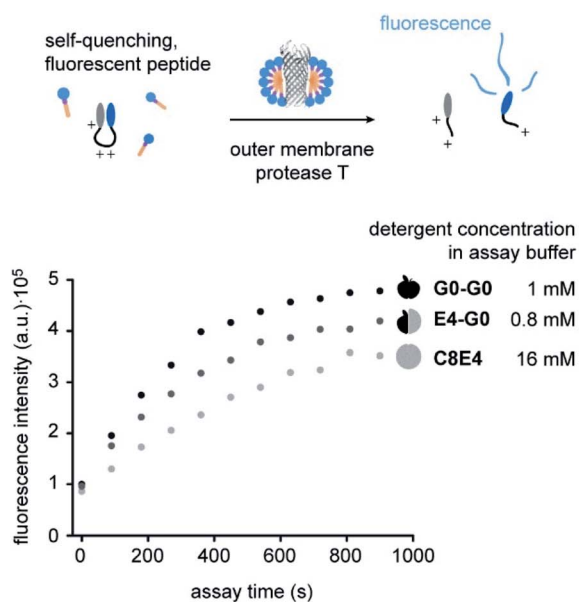 self-quenching,
fluorescent peptide
+
++
outer membrane
protease T
fluorescence
+
+
+
detergent concentration
in assay buffer
G0-G0 1 mM
E4-G0 0.8 mM
C8E4 16 mM
fluorescence intensity (a.u.)·10⁵
5
4
3
2
1
0
0 200 400 600 800 1000
assay time (s)